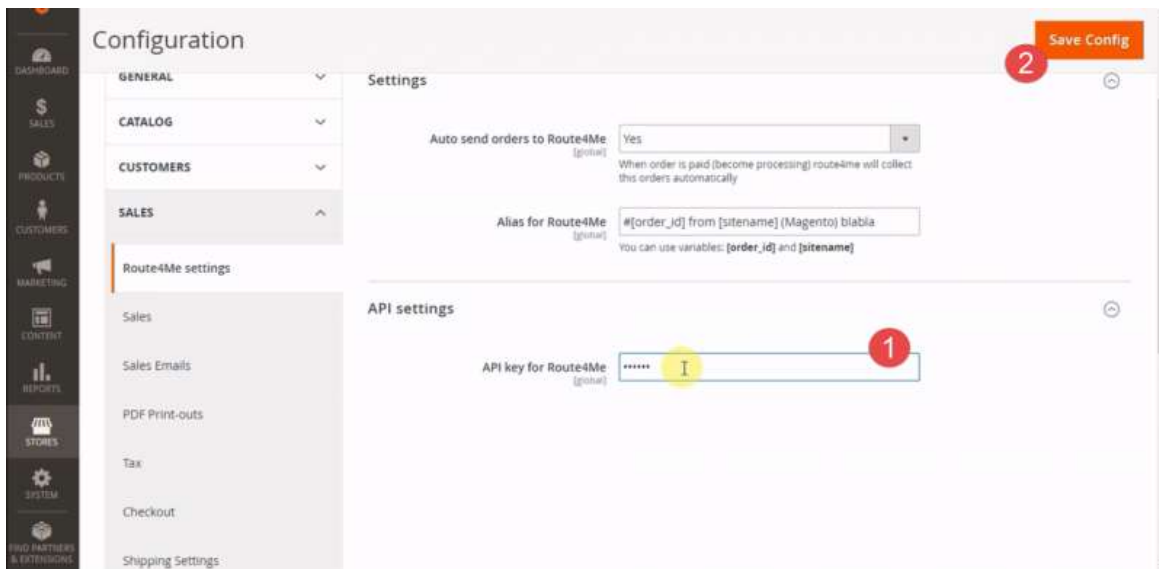 Configuration
Save Config
2
DASHBOARD
SALES
PRODUCTS
CUSTOMERS
MARKETING
CONTENT
REPORTS
STORES
SYSTEM
FIND PARTNERS
& EXTENSIONS
GENERAL
CATALOG
CUSTOMERS
SALES
Route4Me settings
Sales
Sales Emails
PDF Print-outs
Tax
Checkout
Shipping Settings
Settings
Auto send orders to Route4Me
[global]
Yes
When order is paid (become processing) route4me will collect
this orders automatically
Alias for Route4Me
[global]
#[order_id] from [sitename] (Magento) blabla
You can use variables: [order_id] and [sitename]
API settings
1
API key for Route4Me
[global]
••••••